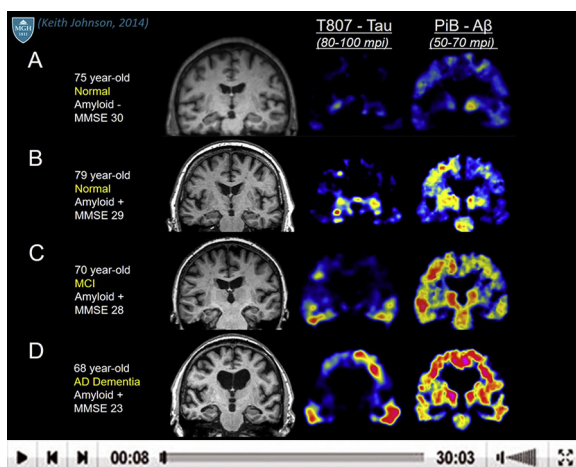 MGH
1811
(Keith Johnson, 2014)
T807 - Tau
(80-100 mpi)
PiB - Aβ
(50-70 mpi)
A
75 year-old
Normal
Amyloid -
MMSE 30
B
79 year-old
Normal
Amyloid +
MMSE 29
C
70 year-old
MCI
Amyloid +
MMSE 28
D
68 year-old
AD Dementia
Amyloid +
MMSE 23
00:08
30:03